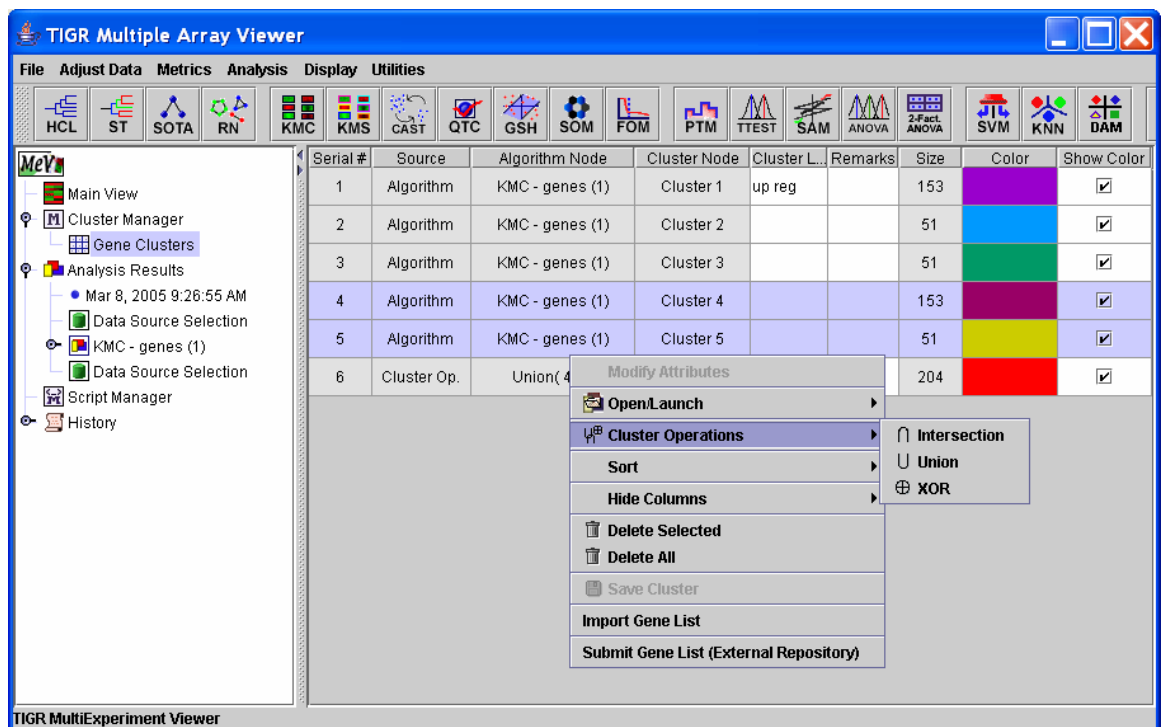 TIGR Multiple Array Viewer
File Adjust Data Metrics Analysis Display Utilities
HCL ST SOTA RN KMC KMS CAST QTC GSH SOM FOM PTM TTEST SAM ANOVA 2-Fact. ANOVA SVM KNN DAM
MeV
Main View
M Cluster Manager
Gene Clusters
Analysis Results
Mar 8, 2005 9:26:55 AM
Data Source Selection
KMC - genes (1)
Data Source Selection
Script Manager
History
Serial # Source Algorithm Node Cluster Node Cluster L... Remarks Size Color Show Color
1 Algorithm KMC - genes (1) Cluster 1 up reg 153
2 Algorithm KMC - genes (1) Cluster 2 51
3 Algorithm KMC - genes (1) Cluster 3 51
4 Algorithm KMC - genes (1) Cluster 4 153
5 Algorithm KMC - genes (1) Cluster 5 51
6 Cluster Op. Union( 4 204
Modify Attributes
Open/Launch
Cluster Operations
Sort
Hide Columns
Delete Selected
Delete All
Save Cluster
Import Gene List
Submit Gene List (External Repository)
∩ Intersection
∪ Union
⊕ XOR
TIGR MultiExperiment Viewer